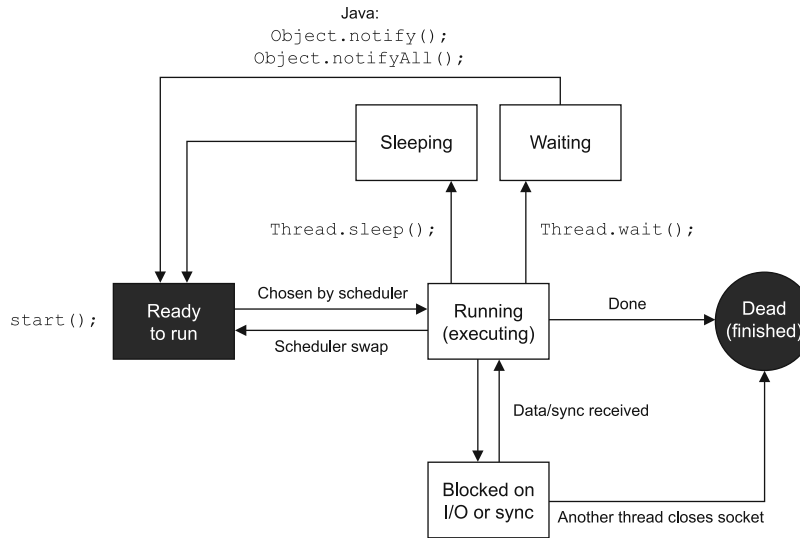 Java:
Object.notify();
Object.notifyAll();
Sleeping
Waiting
Thread.sleep();
Thread.wait();
start();
Ready
to run
Chosen by scheduler
Scheduler swap
Running
(executing)
Done
Dead
(finished)
Data/sync received
Blocked on
I/O or sync
Another thread closes socket